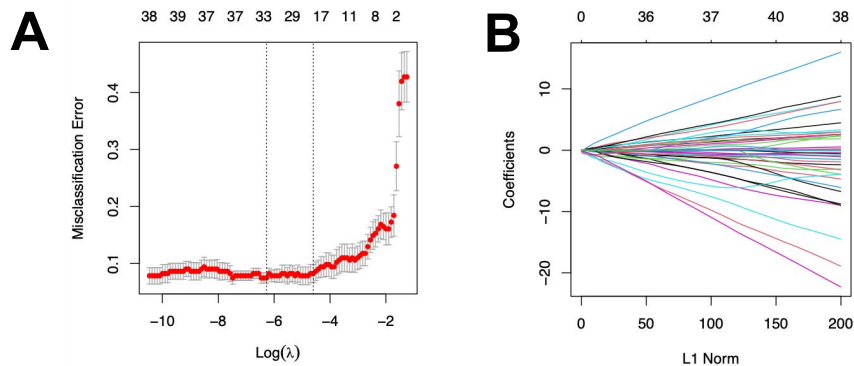 A
38 39 37 37 33 29 17 11 8 2
Misclassification Error
0.4
0.3
0.2
0.1
−10 −8 −6 −4 −2
Log(λ)
B
0 36 37 40 38
Coefficients
10
0
−10
−20
0 50 100 150 200
L1 Norm